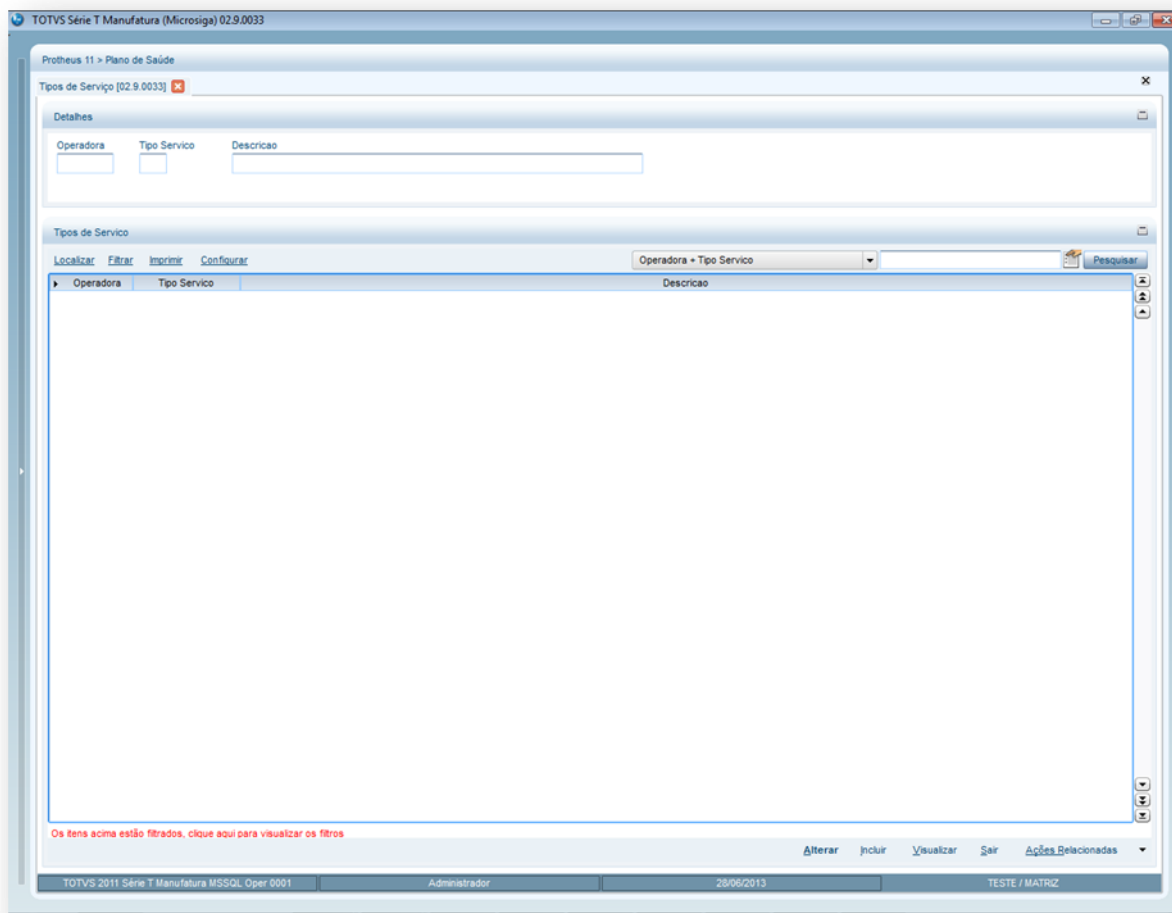 TOTVS Série T Manufatura (Microsiga) 02.9.0033
Protheus 11 > Plano de Saúde
Tipos de Serviço [02.9.0033]
Detalhes
Operadora Tipo Servico Descricao
Tipos de Servico
Localizar Filtrar Imprimir Configurar Operadora + Tipo Servico Pesquisar
Operadora Tipo Servico Descricao
Os itens acima estão filtrados, clique aqui para visualizar os filtros
Alterar Incluir Visualizar Sair Ações Relacionadas
TOTVS 2011 Série T Manufatura MSSQL Oper 0001 Administrador 28/06/2013 TESTE / MATRIZ